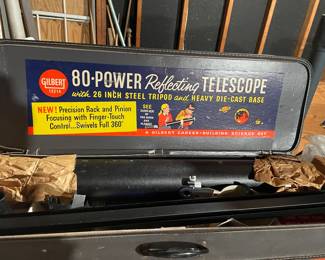 GILBERT
80-POWER Reflecting TELESCOPE
with 26 INCH STEEL TRIPOD and HEAVY DIE-CAST BASE
NEW! Precision Rack and Pinion
Focusing with Finger-Touch
Control...Swivels Full 360°
SEE
A GILBERT CAREER-BUILDING SCIENCE SET